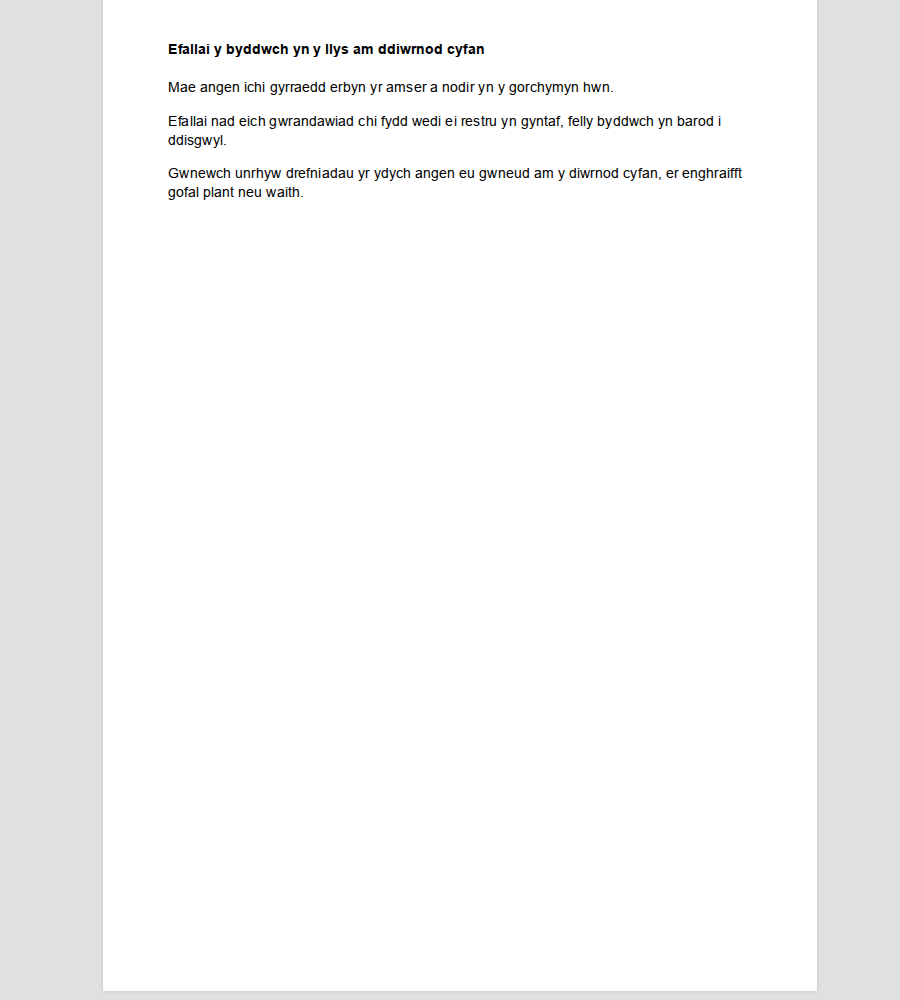 Efallai y byddwch yn y llys am ddiwrnod cyfan
Mae angen ichi gyrraedd erbyn yr amser a nodir yn y gorchymyn hwn.
Efallai nad eich gwrandawiad chi fydd wedi ei restru yn gyntaf, felly byddwch yn barod i
ddisgwyl.
Gwnewch unrhyw drefniadau yr ydych angen eu gwneud am y diwrnod cyfan, er enghraifft
gofal plant neu waith.